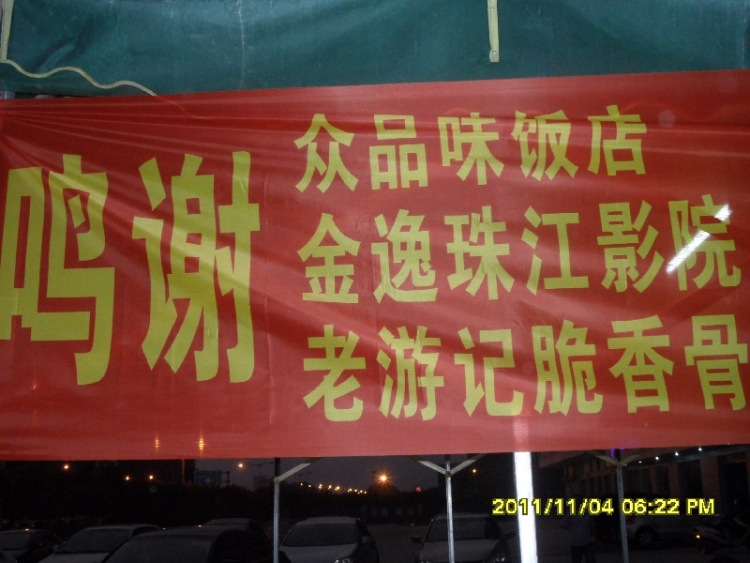 鸣谢
众品味饭店
金逸珠江影院
老游记脆香骨
2011/11/04 06:22 PM